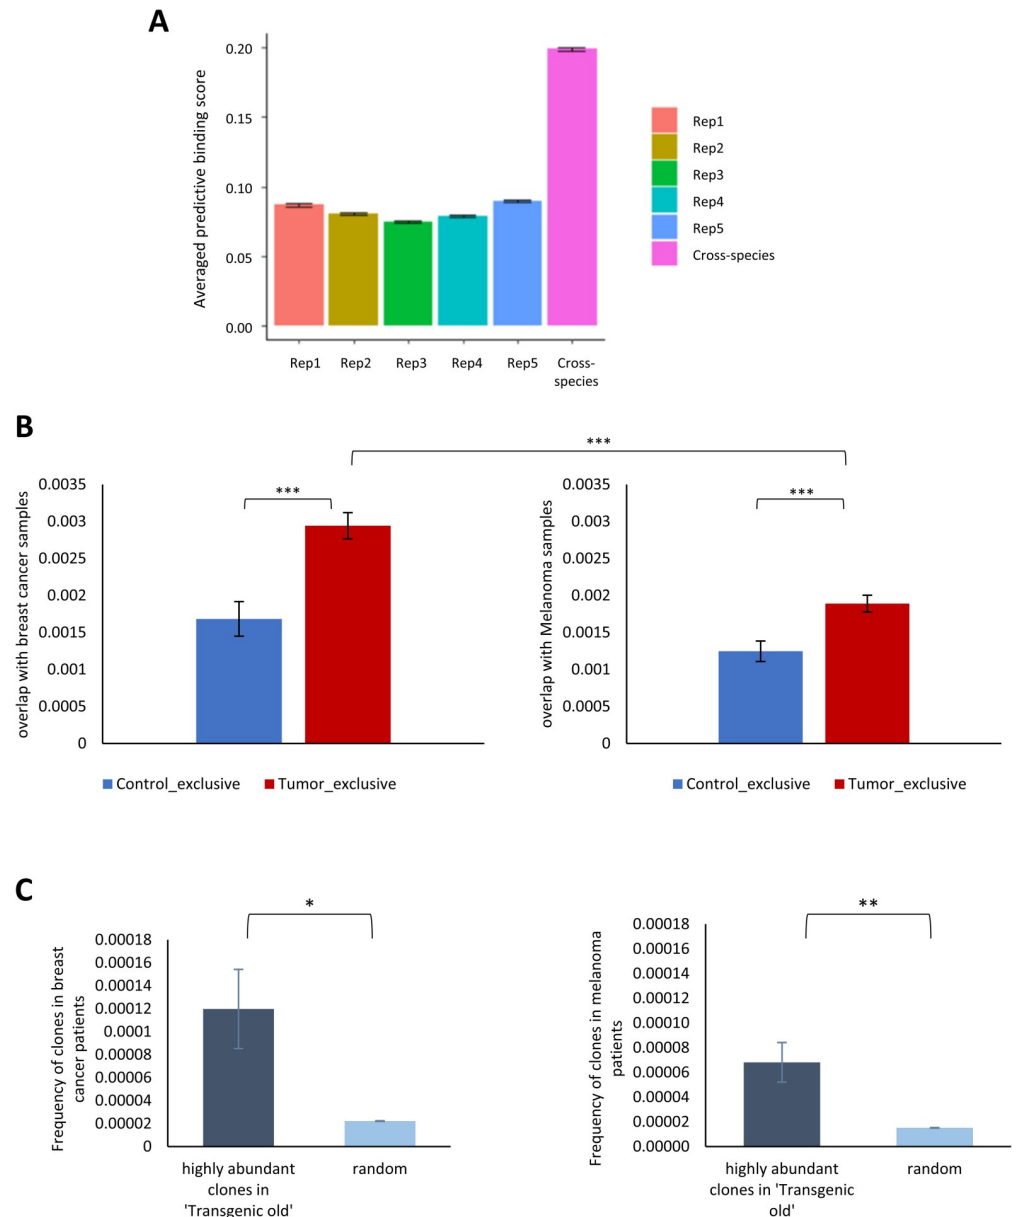 A
Averaged predictive binding score
0.20
0.15
0.10
0.05
0.00
Rep1
Rep2
Rep3
Rep4
Rep5
Cross-
species
Rep1
Rep2
Rep3
Rep4
Rep5
Cross-species
B
***
overlap with breast cancer samples
0.0035
0.003
0.0025
0.002
0.0015
0.001
0.0005
0
***
Control_exclusive
Tumor_exclusive
overlap with Melanoma samples
0.0035
0.003
0.0025
0.002
0.0015
0.001
0.0005
0
***
Control_exclusive
Tumor_exclusive
C
Frequency of clones in breast
cancer patients
0.00018
0.00016
0.00014
0.00012
0.0001
0.00008
0.00006
0.00004
0.00002
0
*
highly abundant
clones in
'Transgenic old'
random
Frequency of clones in melanoma
patients
0.00018
0.00016
0.00014
0.00012
0.00010
0.00008
0.00006
0.00004
0.00002
0.00000
**
highly abundant
clones in 'Transgenic
old'
random